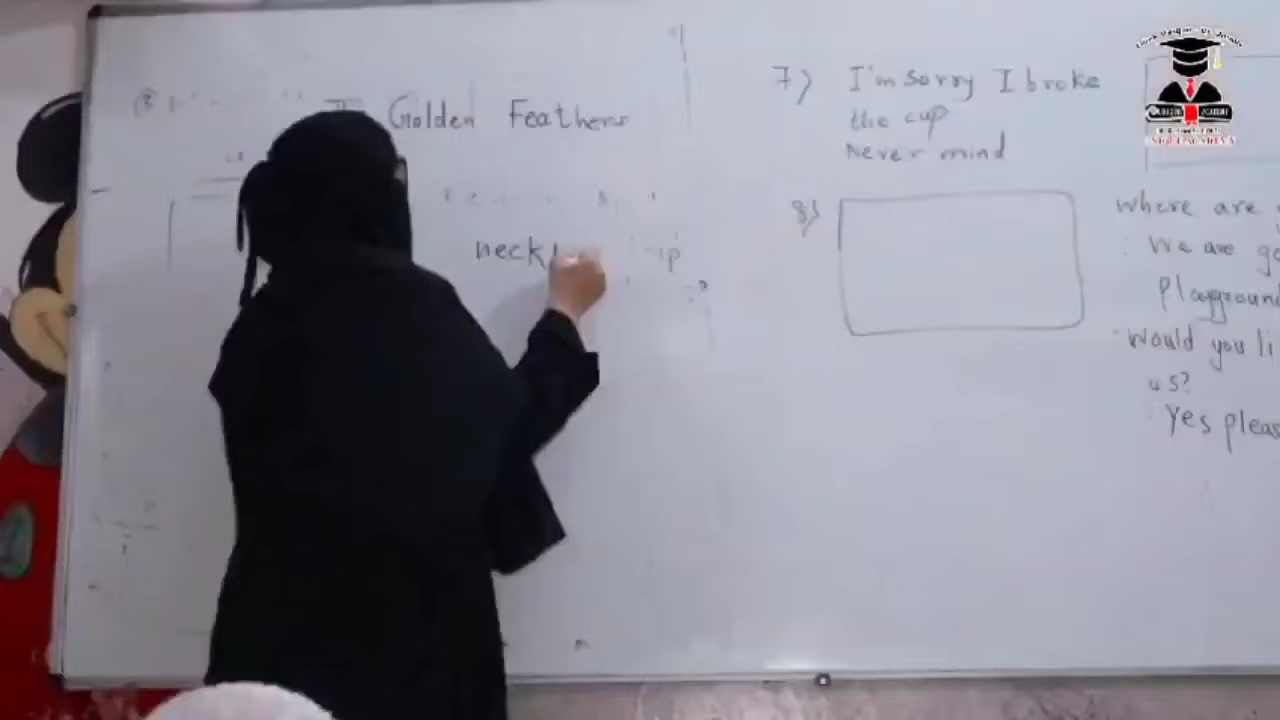 Golden Feathers
neck
7) I'm sorry I broke
the cup
Never mind
8)
where are
We are go
playground
would you li
us?
Yes pleas